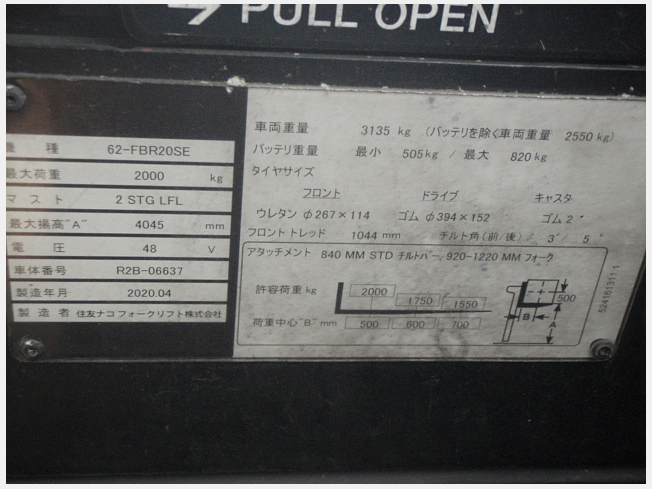 PULL OPEN
機 種 62-FBR20SE
最大荷重 2000 kg
マスト 2 STG LFL
最大揚高"A" 4045 mm
電 圧 48 V
車体番号 R2B-06637
製造年月 2020.04
製造者 住友ナコフォークリフト株式会社
車両重量 3135 kg (バッテリを除く車両重量 2550 kg)
バッテリ重量 最小 505 kg / 最大 820 kg
タイヤサイズ
フロント ドライブ キャスタ
ウレタン φ267×114 ゴム φ394×152 ゴム 2"
フロントトレッド 1044 mm チルト角(前/後) 3°/ 5°
アタッチメント 840 MM STD チルトバー, 920-1220 MM フォーク
許容荷重 kg 2000 1750 1550
荷重中心"B" mm 500 600 700
500
B
A
524161311-1